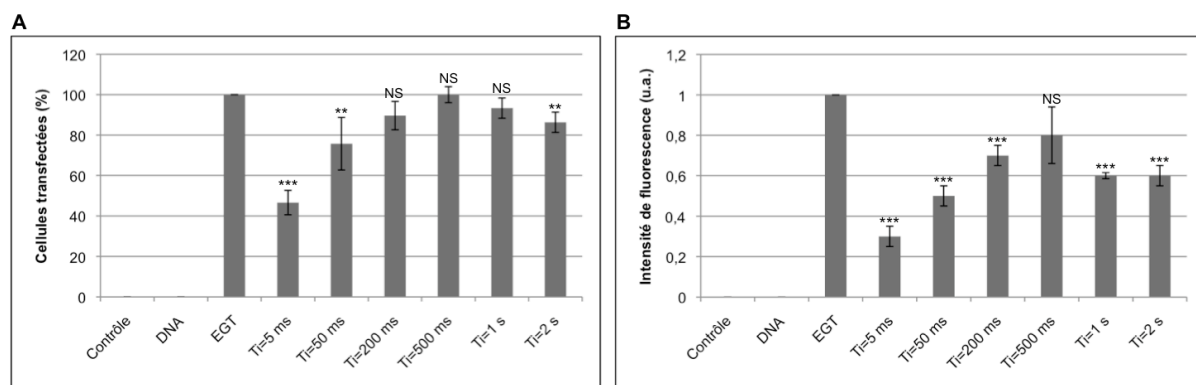 A
Cellules transfectées (%)
120
100
80
60
40
20
0
***
**
NS
NS
NS
**
Contrôle
DNA
EGT
Ti=5 ms
Ti=50 ms
Ti=200 ms
Ti=500 ms
Ti=1 s
Ti=2 s
B
Intensité de fluorescence (u.a.)
1,2
1
0,8
0,6
0,4
0,2
0
***
***
***
NS
***
***
Contrôle
DNA
EGT
Ti=5 ms
Ti=50 ms
Ti=200 ms
Ti=500 ms
Ti=1 s
Ti=2 s